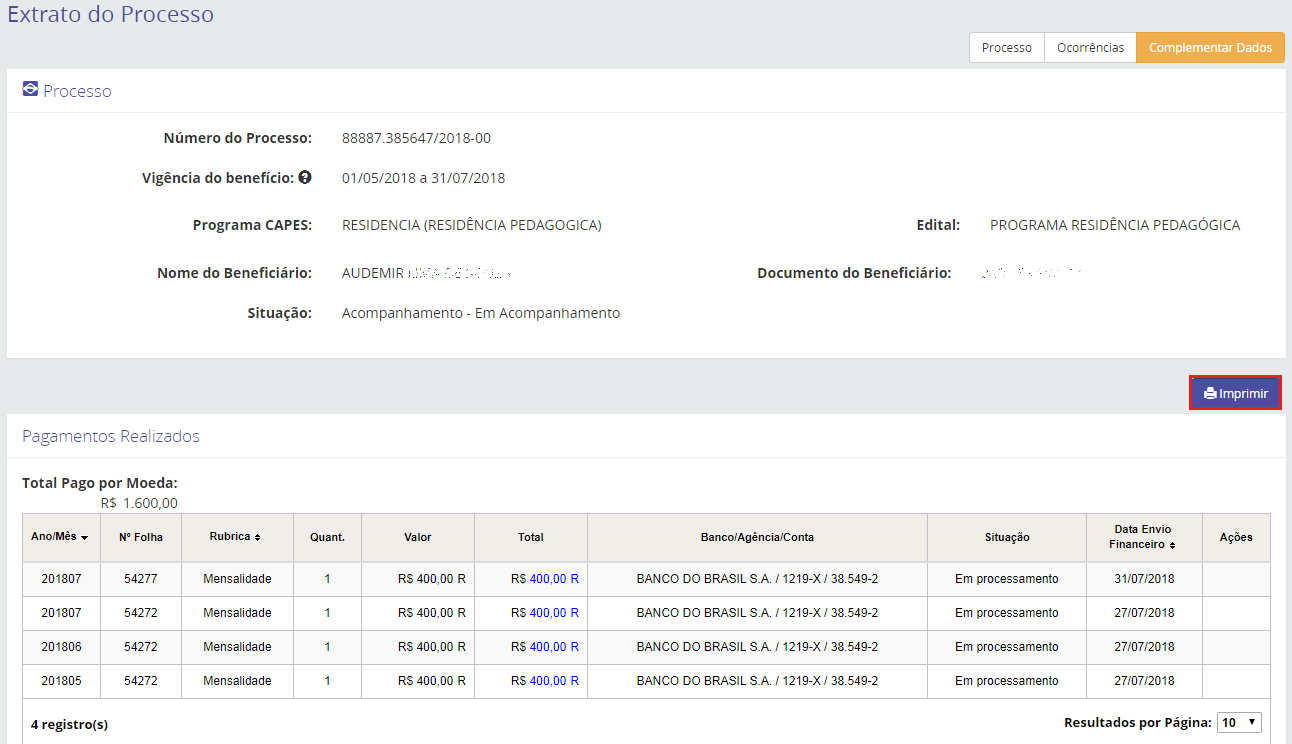 Extrato do Processo
Processo Ocorrências Complementar Dados
Processo
Número do Processo: 88887.385647/2018-00
Vigência do benefício: 01/05/2018 a 31/07/2018
Programa CAPES: RESIDENCIA (RESIDÊNCIA PEDAGOGICA) Edital: PROGRAMA RESIDÊNCIA PEDAGÓGICA
Nome do Beneficiário: AUDEMIR Documento do Beneficiário:
Situação: Acompanhamento - Em Acompanhamento
Imprimir
Pagamentos Realizados
Total Pago por Moeda:
R$ 1.600,00
Ano/Mês Nº Folha Rubrica Quant. Valor Total Banco/Agência/Conta Situação Data Envio Financeiro Ações
201807 54277 Mensalidade 1 R$ 400,00 R R$ 400,00 R BANCO DO BRASIL S.A. / 1219-X / 38.549-2 Em processamento 31/07/2018
201807 54272 Mensalidade 1 R$ 400,00 R R$ 400,00 R BANCO DO BRASIL S.A. / 1219-X / 38.549-2 Em processamento 27/07/2018
201806 54272 Mensalidade 1 R$ 400,00 R R$ 400,00 R BANCO DO BRASIL S.A. / 1219-X / 38.549-2 Em processamento 27/07/2018
201805 54272 Mensalidade 1 R$ 400,00 R R$ 400,00 R BANCO DO BRASIL S.A. / 1219-X / 38.549-2 Em processamento 27/07/2018
4 registro(s) Resultados por Página: 10